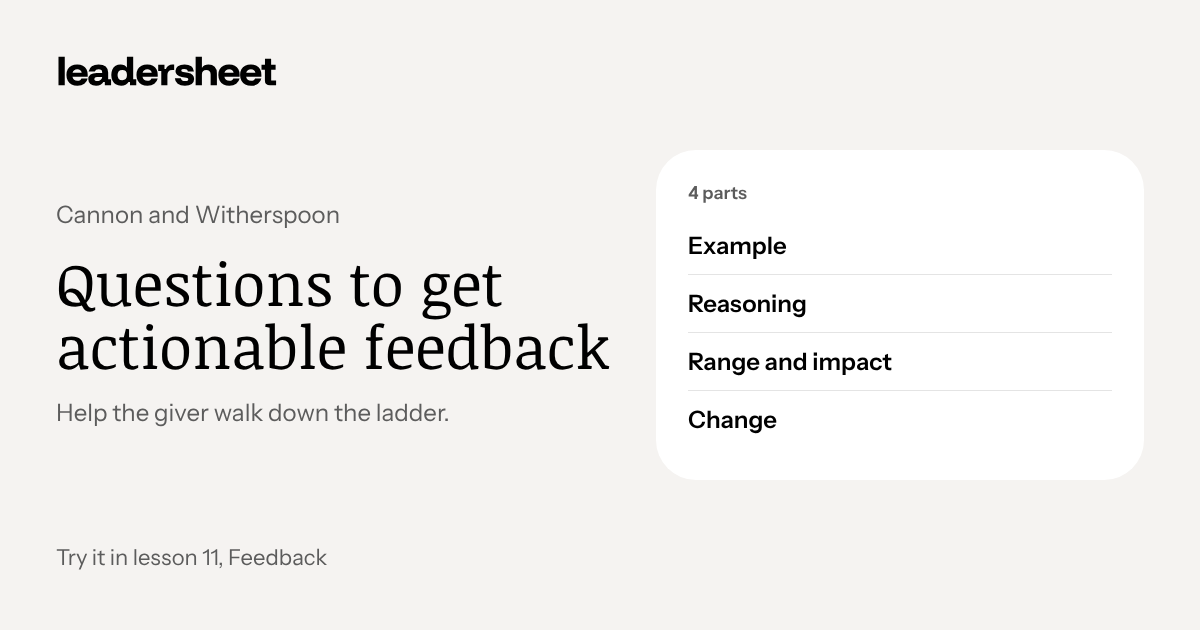 leadersheet
Cannon and Witherspoon
Questions to get
actionable feedback
Help the giver walk down the ladder.
4 parts
Example
Reasoning
Range and impact
Change
Try it in lesson 11, Feedback